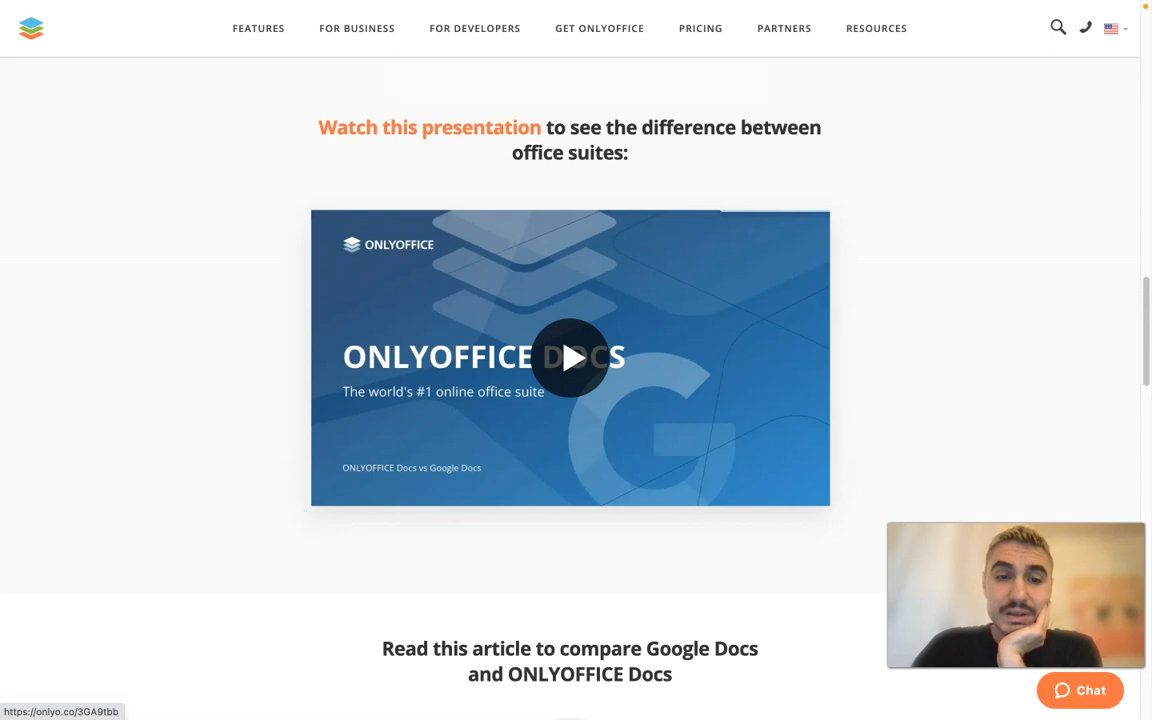 FEATURES FOR BUSINESS FOR DEVELOPERS GET ONLYOFFICE PRICING PARTNERS RESOURCES
Watch this presentation to see the difference between
office suites:
ONLYOFFICE
ONLYOFFICE DOCS
The world's #1 online office suite
ONLYOFFICE Docs vs Google Docs
Read this article to compare Google Docs
and ONLYOFFICE Docs
Chat
https://onlyo.co/3GA9tbb